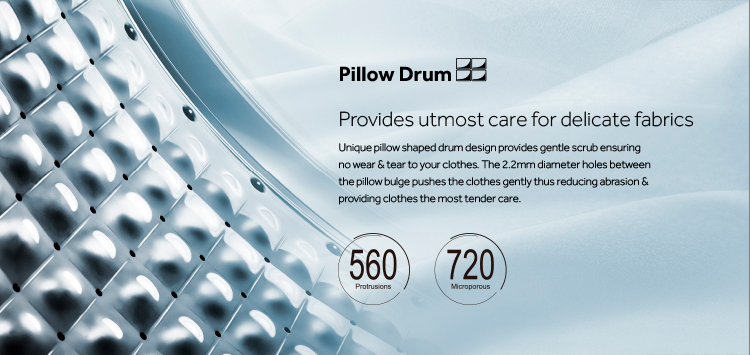 Pillow Drum
Provides utmost care for delicate fabrics
Unique pillow shaped drum design provides gentle scrub ensuring
no wear & tear to your clothes. The 2.2mm diameter holes between
the pillow bulge pushes the clothes gently thus reducing abrasion &
providing clothes the most tender care.
560
Protrusions
720
Microporous